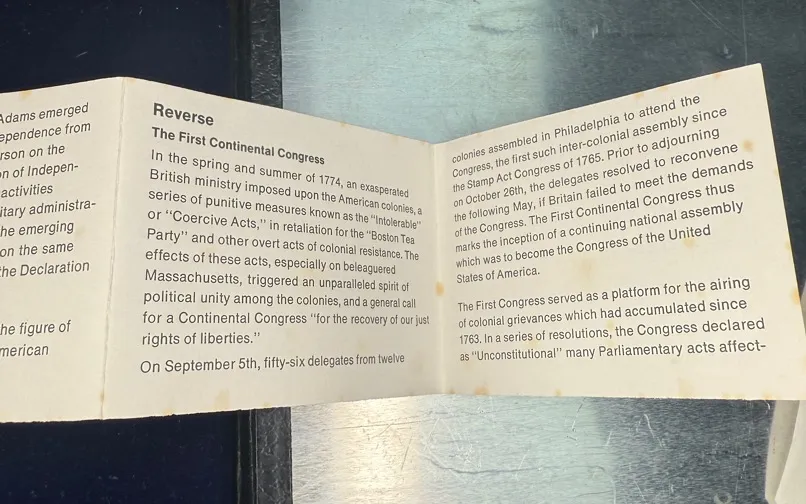 Adams emerged
ependence from
rson on the
n of Indepen-
activities
itary administra-
he emerging
on the same
the Declaration
he figure of
merican
Reverse
The First Continental Congress
In the spring and summer of 1774, an exasperated
British ministry imposed upon the American colonies, a
series of punitive measures known as the "Intolerable"
or "Coercive Acts," in retaliation for the "Boston Tea
Party" and other overt acts of colonial resistance. The
effects of these acts, especially on beleaguered
Massachusetts, triggered an unparalleled spirit of
political unity among the colonies, and a general call
for a Continental Congress "for the recovery of our just
rights of liberties."
On September 5th, fifty-six delegates from twelve
colonies assembled in Philadelphia to attend the
Congress, the first such inter-colonial assembly since
the Stamp Act Congress of 1765. Prior to adjourning
on October 26th, the delegates resolved to reconvene
the following May, if Britain failed to meet the demands
of the Congress. The First Continental Congress thus
marks the inception of a continuing national assembly
which was to become the Congress of the United
States of America.
The First Congress served as a platform for the airing
of colonial grievances which had accumulated since
1763. In a series of resolutions, the Congress declared
as "Unconstitutional" many Parliamentary acts affect-